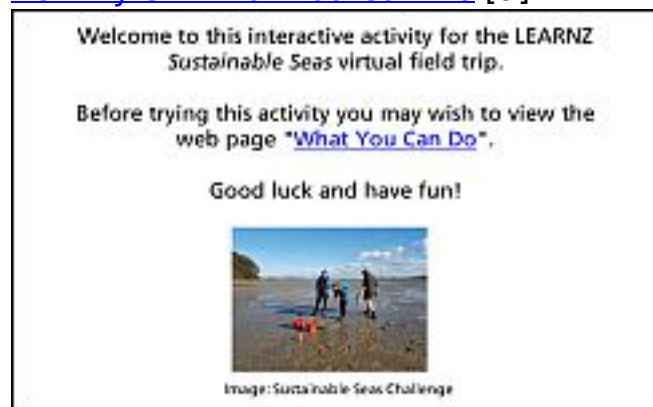 Welcome to this interactive activity for the LEARNZ
Sustainable Seas virtual field trip.
Before trying this activity you may wish to view the
web page "What You Can Do".
Good luck and have fun!
Image: Sustainable Seas Challenge